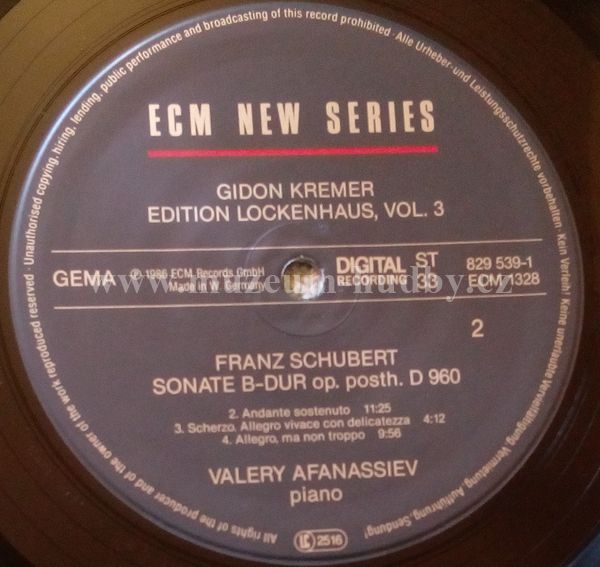 ECM NEW SERIES
GIDON KREMER
EDITION LOCKENHAUS, VOL. 3
GEMA
℗ 1986 ECM Records GmbH
Made in W. Germany
DIGITAL
RECORDING
ST
33
829 539-1
ECM 1328
2
FRANZ SCHUBERT
SONATE B-DUR op. posth. D 960
2. Andante sostenuto 11:25
3. Scherzo. Allegro vivace con delicatezza 4:12
4. Allegro, ma non troppo 9:56
VALERY AFANASSIEV
piano
LC 2516
All rights of the producer and of the owner of the work reproduced reserved · Unauthorised copying, hiring, lending, public performance and broadcasting of this record prohibited · Alle Urheber- und Leistungsschutzrechte vorbehalten · Kein Verleih! Keine unerlaubte Vervielfältigung, Vermietung, Aufführung, Sendung!
www.muzeum-hudby.cz